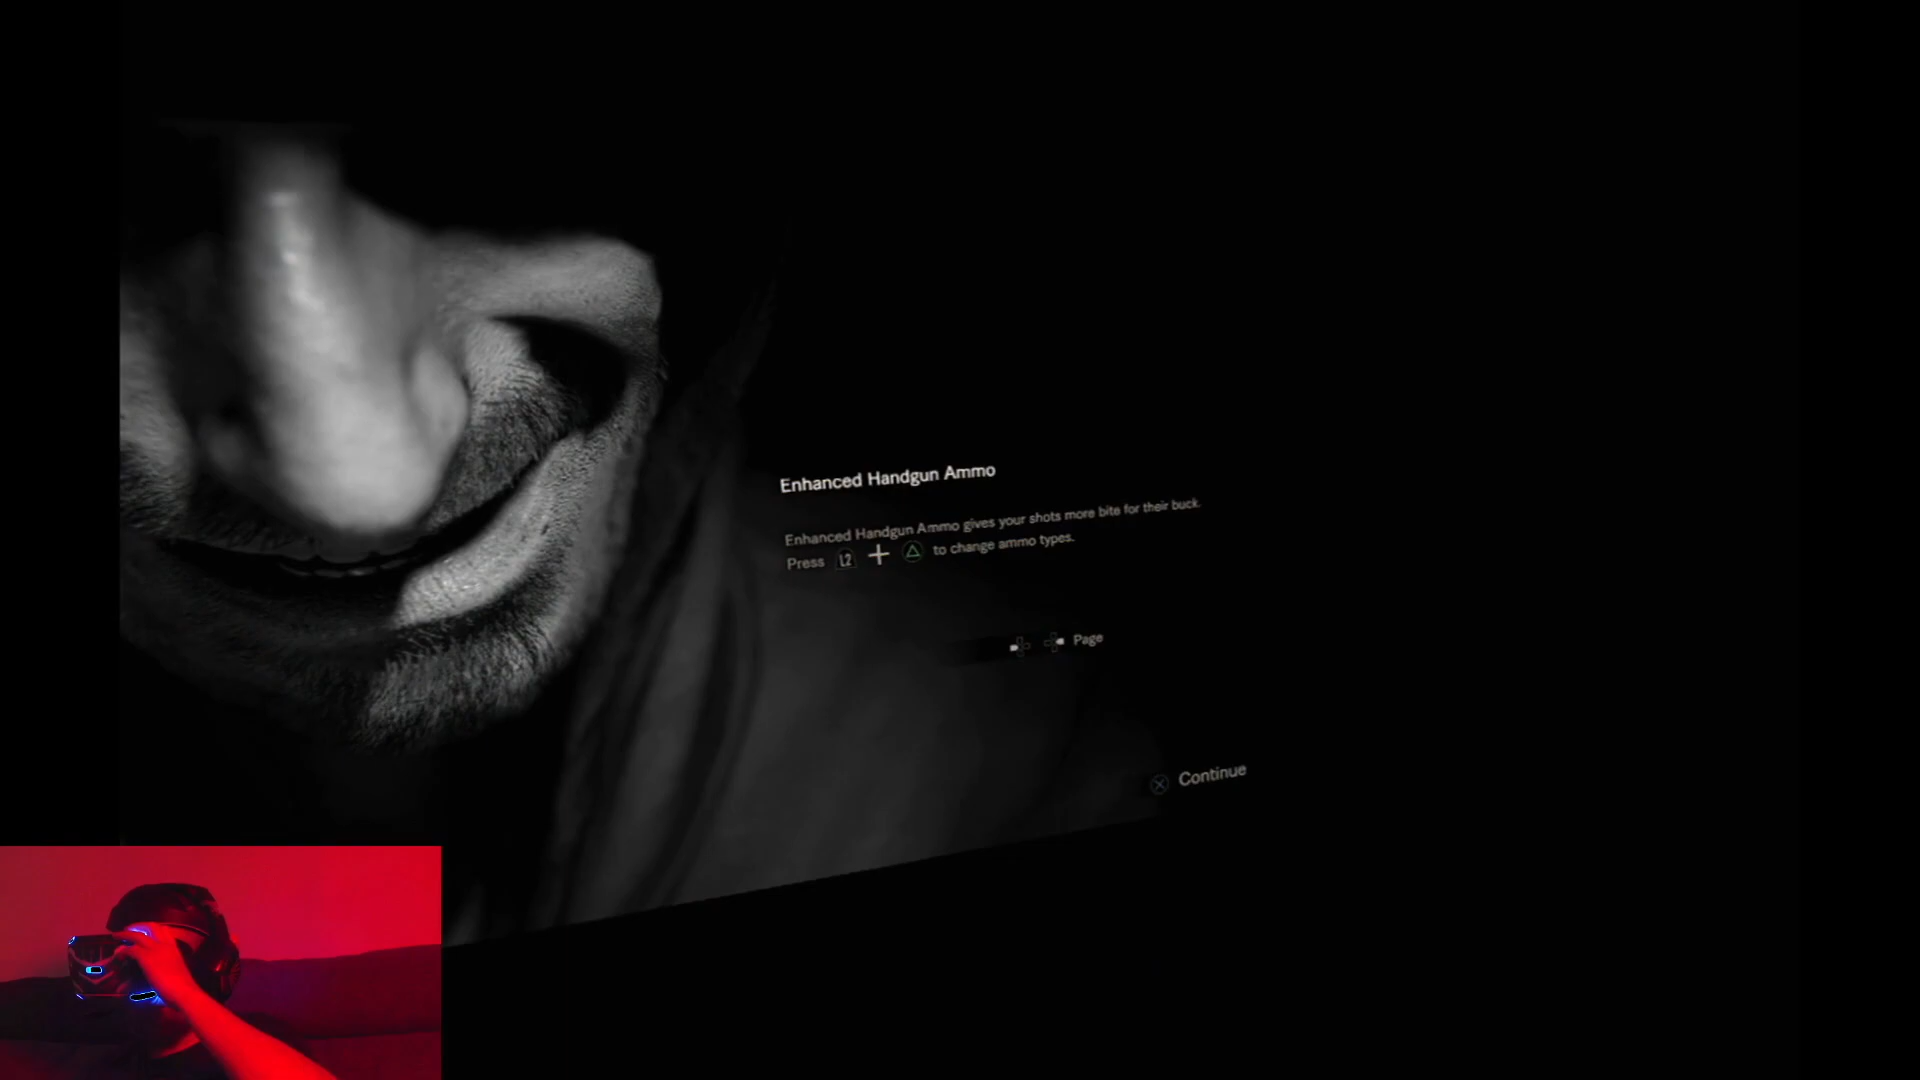 Enhanced Handgun Ammo
Enhanced Handgun Ammo gives your shots more bite for their buck.
Press L2 + △ to change ammo types.
Page
Continue